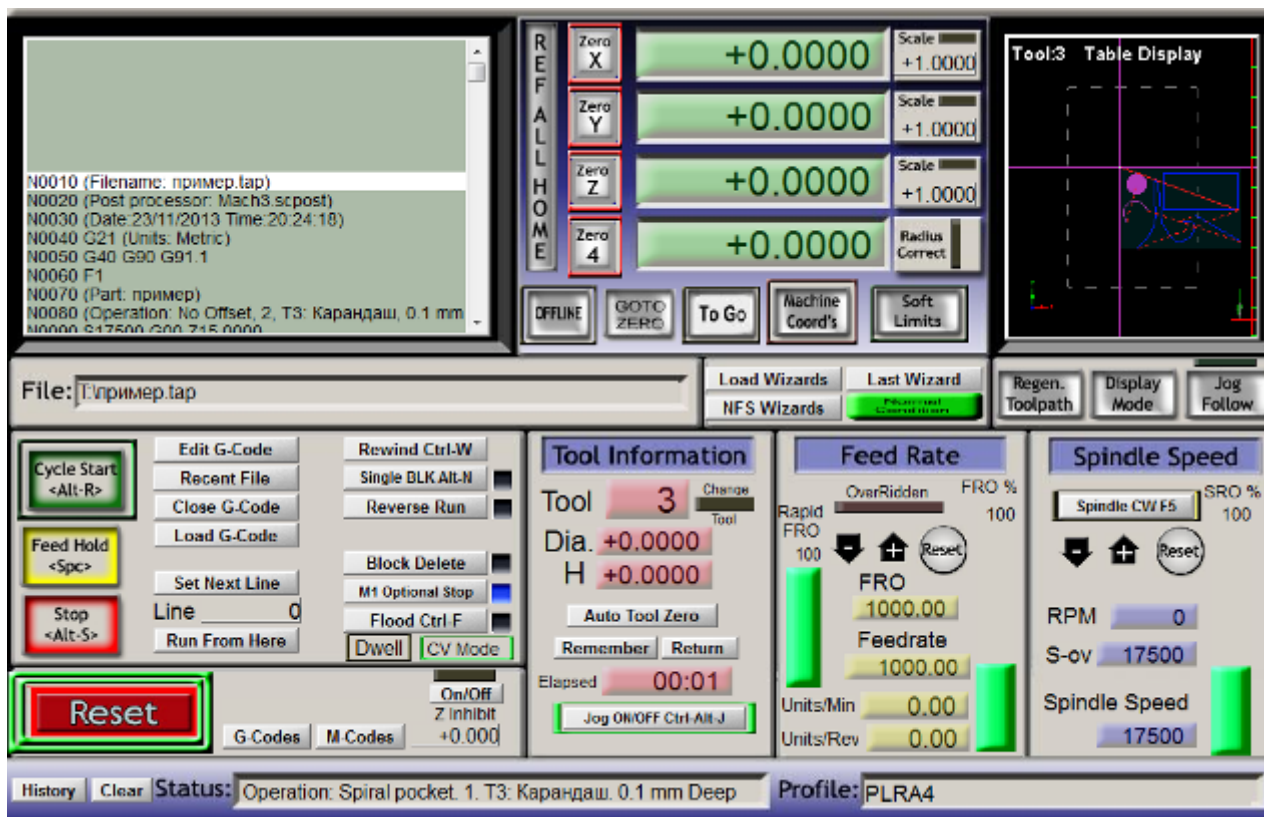 N0010 (Filename: пример.tap)
N0020 (Post processor: Mach3.scpost)
N0030 (Date:23/11/2013 Time:20:24:18)
N0040 G21 (Units: Metric)
N0050 G40 G90 G91.1
N0060 F1
N0070 (Part: пример)
N0080 (Operation: No Offset, 2, T3: Карандаш, 0.1 mm
S17500 G00 Z15.0000
REF ALL HOME
Zero X +0.0000 Scale +1.0000
Zero Y +0.0000 Scale +1.0000
Zero Z +0.0000 Scale +1.0000
Zero 4 +0.0000 Radius Correct
OFFLINE GOTO ZERO To Go Machine Coord's Soft Limits
Tool:3 Table Display
File: T:\пример.tap
Load Wizards Last Wizard
NFS Wizards Normal Condition
Regen. Toolpath Display Mode Jog Follow
Cycle Start <Alt-R>
Feed Hold <Spc>
Stop <Alt-S>
Edit G-Code
Recent File
Close G-Code
Load G-Code
Set Next Line
Line 0
Run From Here
Rewind Ctrl-W
Single BLK Alt-N
Reverse Run
Block Delete
M1 Optional Stop
Flood Ctrl-F
Dwell CV Mode
Reset
G-Codes M-Codes
On/Off
Z Inhibit
+0.000
Tool Information
Tool 3 Change Tool
Dia. +0.0000
H +0.0000
Auto Tool Zero
Remember Return
Elapsed 00:01
Jog ON/OFF Ctrl-Alt-J
Feed Rate
OverRidden FRO % 100
Rapid FRO 100
Reset
FRO
1000.00
Feedrate
1000.00
Units/Min 0.00
Units/Rev 0.00
Spindle Speed
Spindle CW F5 SRO % 100
Reset
RPM 0
S-ov 17500
Spindle Speed
17500
History Clear Status: Operation: Spiral pocket. 1. T3: Карандаш. 0.1 mm Deep Profile: PLRA4